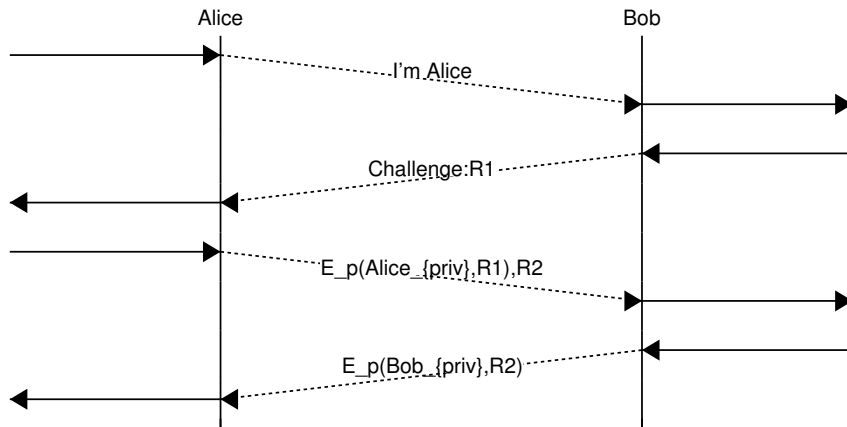 Alice Bob
I'm Alice
Challenge:R1
E_p(Alice_{priv},R1),R2
E_p(Bob_{priv},R2)